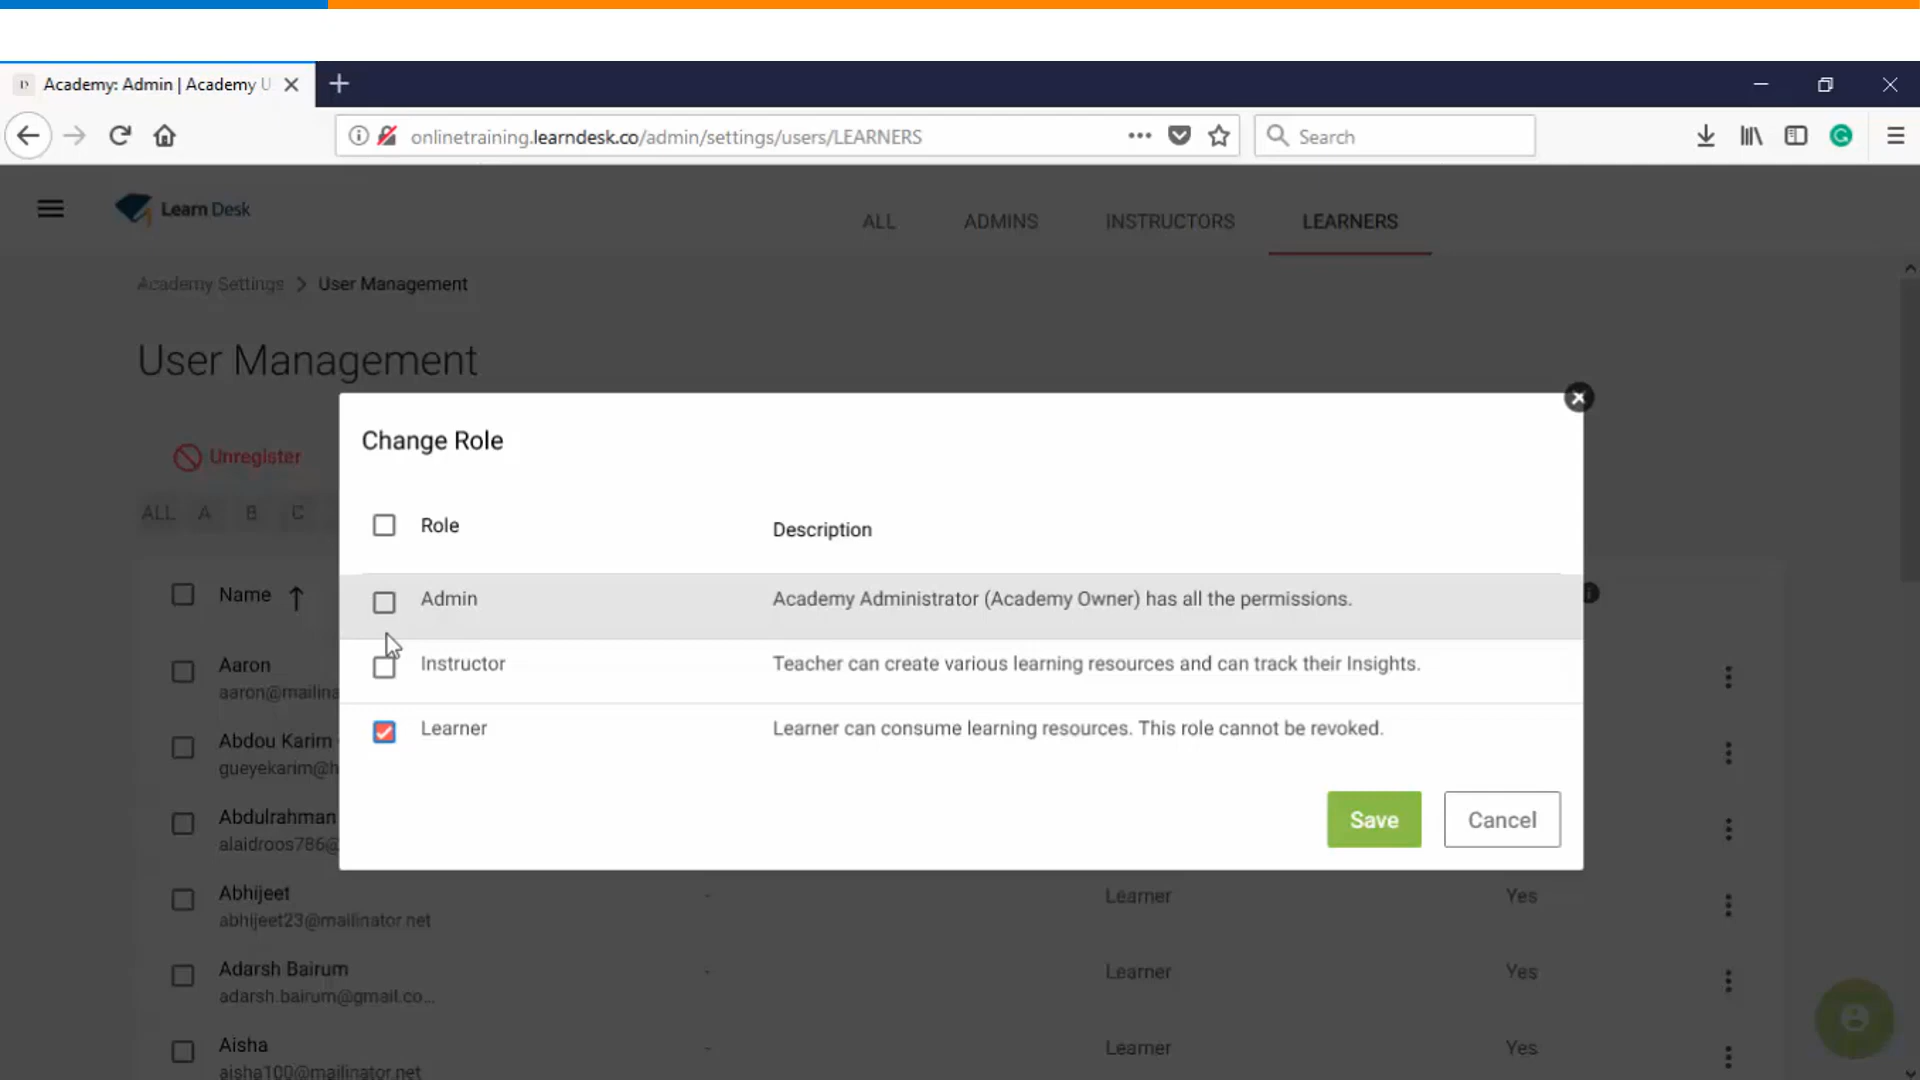 Academy: Admin | Academy U
onlinetraining.learndesk.co/admin/settings/users/LEARNERS
Search
Learn Desk
ALL
ADMINS
INSTRUCTORS
LEARNERS
Academy Settings > User Management
User Management
Unregister
ALL A B C
Change Role
Role Description
Admin Academy Administrator (Academy Owner) has all the permissions.
Instructor Teacher can create various learning resources and can track their Insights.
Learner Learner can consume learning resources. This role cannot be revoked.
Save Cancel
Name ↑
Aaron
aaron@mailina
Abdou Karim
gueyekarim@h
Abdulrahman
alaidroos786@
Abhijeet - Learner Yes
abhijeet23@mailinator.net
Adarsh Bairum - Learner Yes
adarsh.bairum@gmail.co...
Aisha - Learner Yes
aisha100@mailinator.net